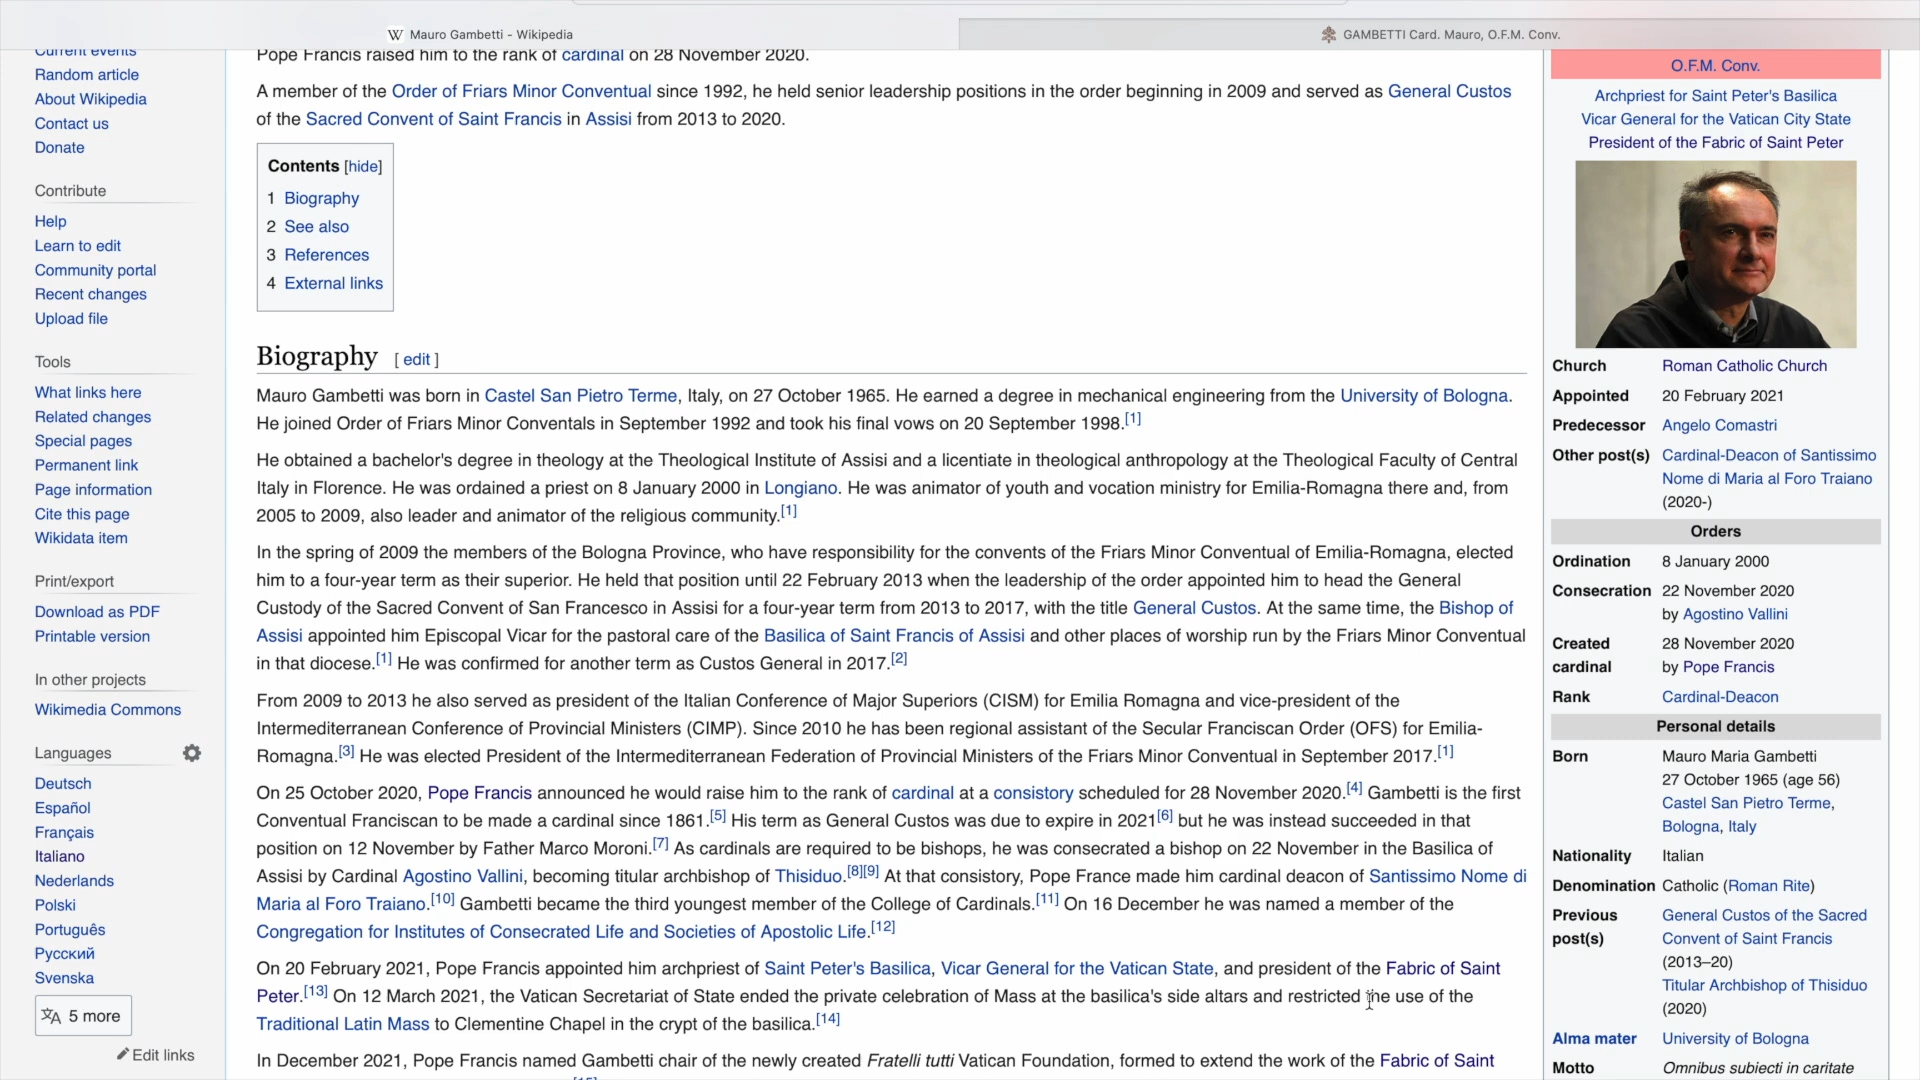 Mauro Gambetti - Wikipedia
GAMBETTI Card. Mauro, O.F.M. Conv.
Current events
Random article
About Wikipedia
Contact us
Donate
Contribute
Help
Learn to edit
Community portal
Recent changes
Upload file
Tools
What links here
Related changes
Special pages
Permanent link
Page information
Cite this page
Wikidata item
Print/export
Download as PDF
Printable version
In other projects
Wikimedia Commons
Languages
Deutsch
Español
Français
Italiano
Nederlands
Polski
Português
Русский
Svenska
5 more
Edit links
Pope Francis raised him to the rank of cardinal on 28 November 2020.
A member of the Order of Friars Minor Conventual since 1992, he held senior leadership positions in the order beginning in 2009 and served as General Custos
of the Sacred Convent of Saint Francis in Assisi from 2013 to 2020.
Contents [hide]
1 Biography
2 See also
3 References
4 External links
Biography [ edit ]
Mauro Gambetti was born in Castel San Pietro Terme, Italy, on 27 October 1965. He earned a degree in mechanical engineering from the University of Bologna.
He joined Order of Friars Minor Conventals in September 1992 and took his final vows on 20 September 1998.[1]
He obtained a bachelor's degree in theology at the Theological Institute of Assisi and a licentiate in theological anthropology at the Theological Faculty of Central
Italy in Florence. He was ordained a priest on 8 January 2000 in Longiano. He was animator of youth and vocation ministry for Emilia-Romagna there and, from
2005 to 2009, also leader and animator of the religious community.[1]
In the spring of 2009 the members of the Bologna Province, who have responsibility for the convents of the Friars Minor Conventual of Emilia-Romagna, elected
him to a four-year term as their superior. He held that position until 22 February 2013 when the leadership of the order appointed him to head the General
Custody of the Sacred Convent of San Francesco in Assisi for a four-year term from 2013 to 2017, with the title General Custos. At the same time, the Bishop of
Assisi appointed him Episcopal Vicar for the pastoral care of the Basilica of Saint Francis of Assisi and other places of worship run by the Friars Minor Conventual
in that diocese.[1] He was confirmed for another term as Custos General in 2017.[2]
From 2009 to 2013 he also served as president of the Italian Conference of Major Superiors (CISM) for Emilia Romagna and vice-president of the
Intermediterranean Conference of Provincial Ministers (CIMP). Since 2010 he has been regional assistant of the Secular Franciscan Order (OFS) for Emilia-
Romagna.[3] He was elected President of the Intermediterranean Federation of Provincial Ministers of the Friars Minor Conventual in September 2017.[1]
On 25 October 2020, Pope Francis announced he would raise him to the rank of cardinal at a consistory scheduled for 28 November 2020.[4] Gambetti is the first
Conventual Franciscan to be made a cardinal since 1861.[5] His term as General Custos was due to expire in 2021[6] but he was instead succeeded in that
position on 12 November by Father Marco Moroni.[7] As cardinals are required to be bishops, he was consecrated a bishop on 22 November in the Basilica of
Assisi by Cardinal Agostino Vallini, becoming titular archbishop of Thisiduo.[8][9] At that consistory, Pope France made him cardinal deacon of Santissimo Nome di
Maria al Foro Traiano.[10] Gambetti became the third youngest member of the College of Cardinals.[11] On 16 December he was named a member of the
Congregation for Institutes of Consecrated Life and Societies of Apostolic Life.[12]
On 20 February 2021, Pope Francis appointed him archpriest of Saint Peter's Basilica, Vicar General for the Vatican State, and president of the Fabric of Saint
Peter.[13] On 12 March 2021, the Vatican Secretariat of State ended the private celebration of Mass at the basilica's side altars and restricted the use of the
Traditional Latin Mass to Clementine Chapel in the crypt of the basilica.[14]
In December 2021, Pope Francis named Gambetti chair of the newly created Fratelli tutti Vatican Foundation, formed to extend the work of the Fabric of Saint
O.F.M. Conv.
Archpriest for Saint Peter's Basilica
Vicar General for the Vatican City State
President of the Fabric of Saint Peter
Church Roman Catholic Church
Appointed 20 February 2021
Predecessor Angelo Comastri
Other post(s) Cardinal-Deacon of Santissimo
Nome di Maria al Foro Traiano
(2020-)
Orders
Ordination 8 January 2000
Consecration 22 November 2020
by Agostino Vallini
Created 28 November 2020
cardinal by Pope Francis
Rank Cardinal-Deacon
Personal details
Born Mauro Maria Gambetti
27 October 1965 (age 56)
Castel San Pietro Terme,
Bologna, Italy
Nationality Italian
Denomination Catholic (Roman Rite)
Previous General Custos of the Sacred
post(s) Convent of Saint Francis
(2013–20)
Titular Archbishop of Thisiduo
(2020)
Alma mater University of Bologna
Motto Omnibus subiecti in caritate